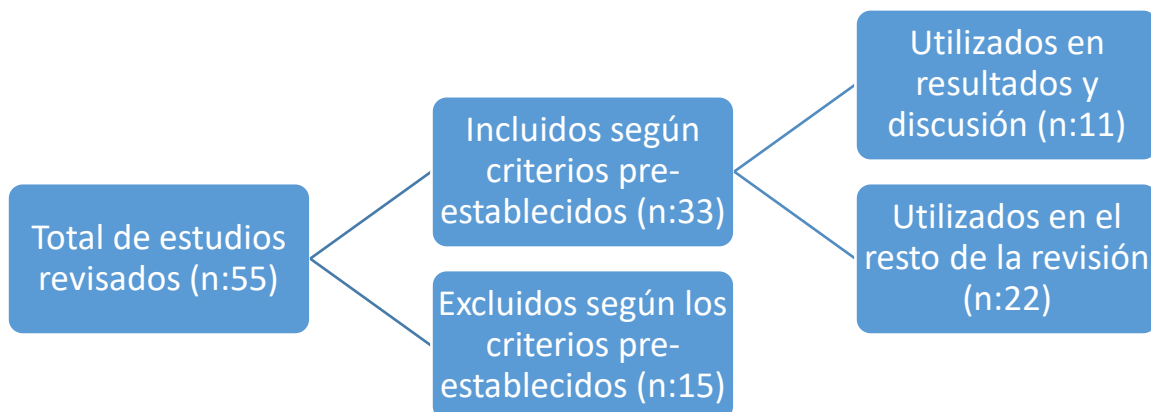 Total de estudios
revisados (n:55)
Incluidos según
criterios pre-
establecidos (n:33)
Excluidos según los
criterios pre-
establecidos (n:15)
Utilizados en
resultados y
discusión (n:11)
Utilizados en el
resto de la revisión
(n:22)